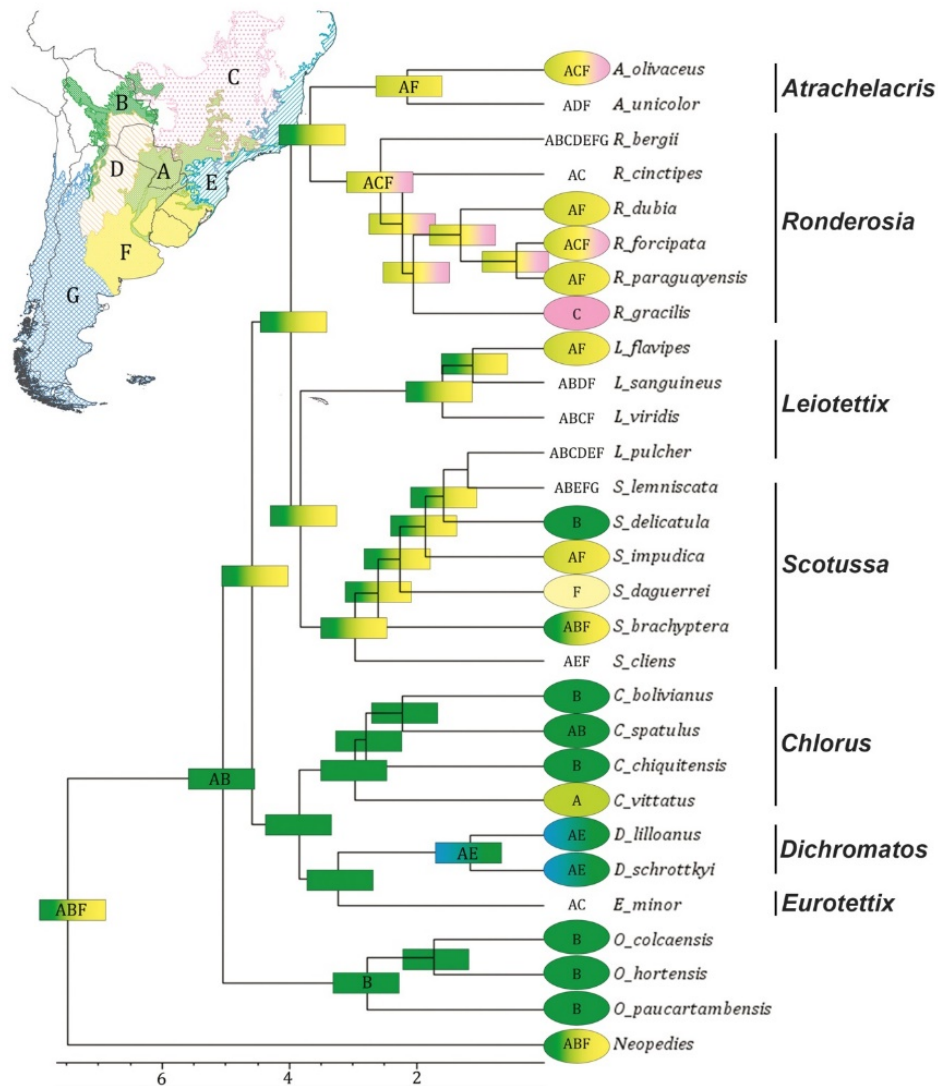 C
B
D
A
E
F
G
ACF A_olivaceus
AF
ADF A_unicolor
Atrachelacris
ABCDEFG R_bergii
AC R_cinctipes
ACF
AF R_dubia
ACF R_forcipata
AF R_paraguayensis
C R_gracilis
Ronderosia
AF L_flavipes
ABDF L_sanguineus
ABCF L_viridis
ABCDEF L_pulcher
Leiotettix
ABEFG S_lemniscata
B S_delicatula
AF S_impudica
F S_daguerrei
ABF S_brachyptera
AEF S_cliens
Scotussa
B C_bolivianus
AB C_spatulus
B C_chiquitensis
A C_vittatus
Chlorus
AB
AE D_lilloanus
AE
AE D_schrottkyi
Dichromatos
AC E_minor
Eurotettix
ABF
B O_colcaensis
B O_hortensis
B
B O_paucartambensis
ABF Neopedies
6 4 2